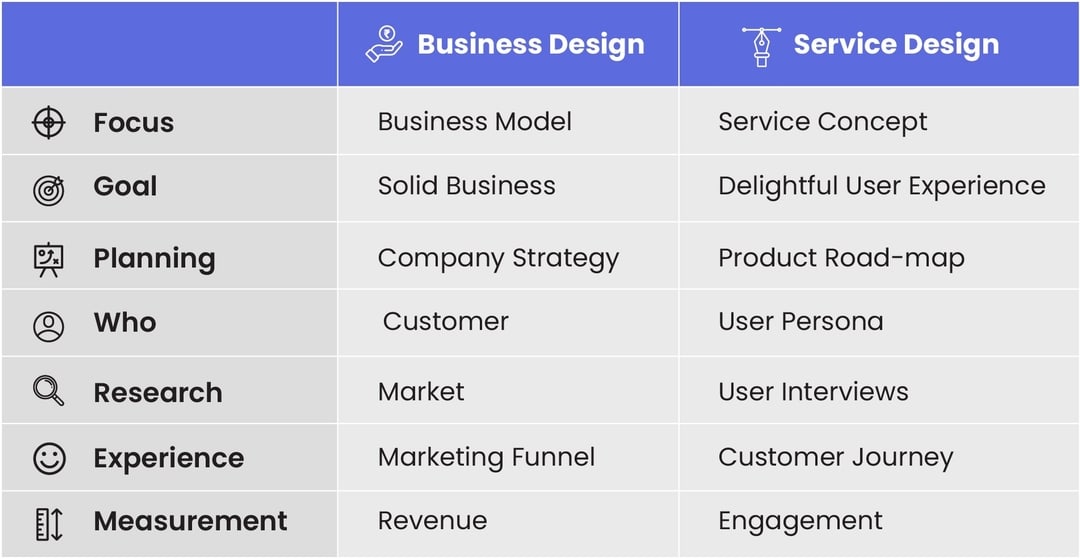 ₹ Business Design Service Design
Focus Business Model Service Concept
Goal Solid Business Delightful User Experience
Planning Company Strategy Product Road-map
Who Customer User Persona
Research Market User Interviews
Experience Marketing Funnel Customer Journey
Measurement Revenue Engagement